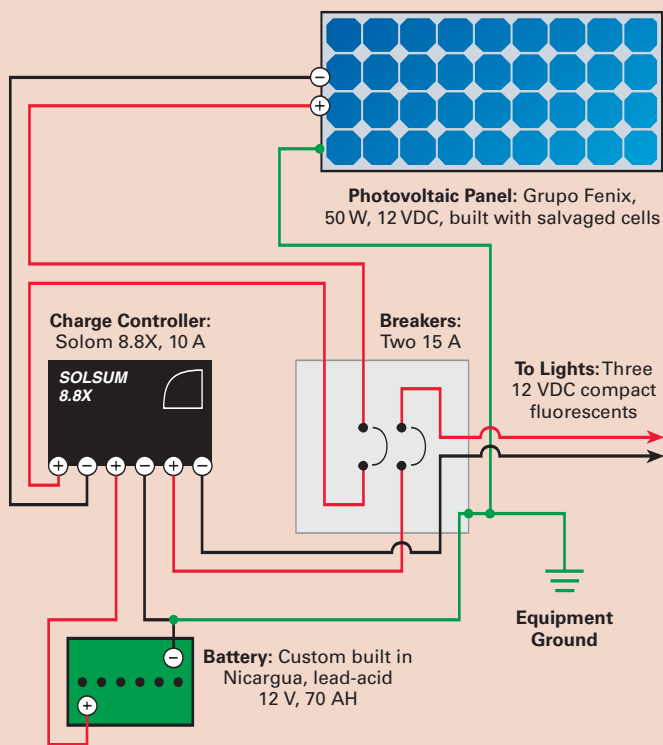 −
+
Photovoltaic Panel: Grupo Fenix,
50 W, 12 VDC, built with salvaged cells
Charge Controller:
Solom 8.8X, 10 A
Breakers:
Two 15 A
To Lights: Three
12 VDC compact
fluorescents
SOLSUM
8.8X
+ − + − + −
Equipment
Ground
Battery: Custom built in
Nicargua, lead-acid
12 V, 70 AH
−
+